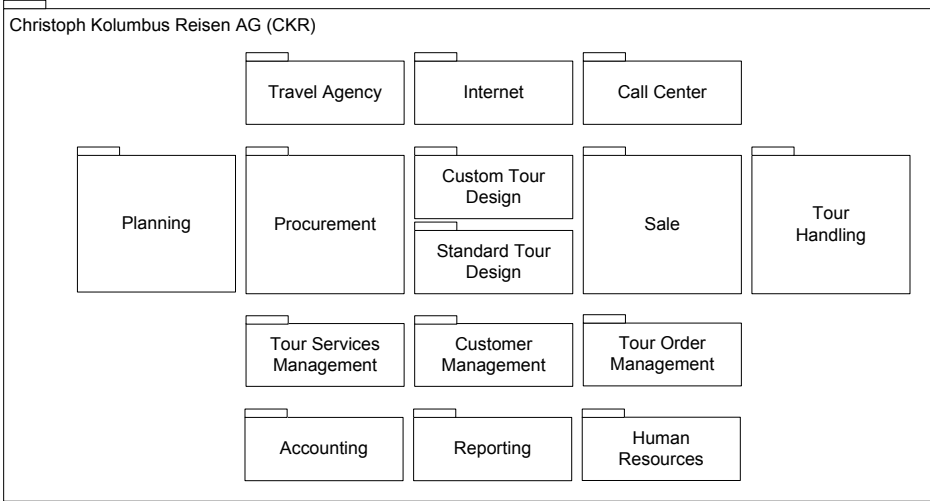 Christoph Kolumbus Reisen AG (CKR)
Travel Agency
Internet
Call Center
Planning
Procurement
Custom Tour
Design
Standard Tour
Design
Sale
Tour
Handling
Tour Services
Management
Customer
Management
Tour Order
Management
Accounting
Reporting
Human
Resources